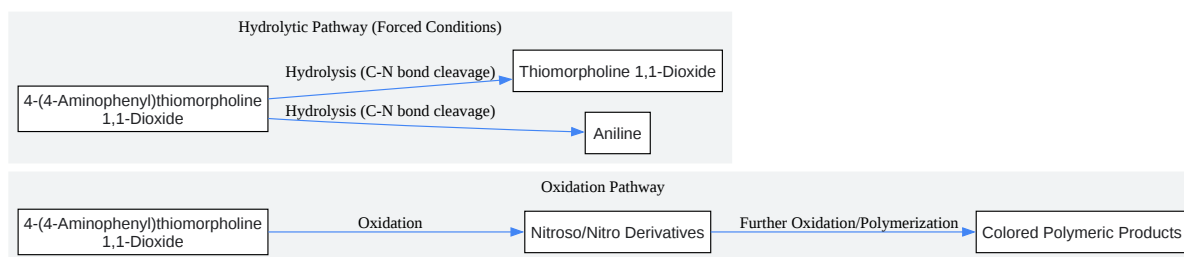 Hydrolytic Pathway (Forced Conditions)
Hydrolysis (C-N bond cleavage)
Thiomorpholine 1,1-Dioxide
4-(4-Aminophenyl)thiomorpholine
1,1-Dioxide
Hydrolysis (C-N bond cleavage)
Aniline
Oxidation Pathway
4-(4-Aminophenyl)thiomorpholine
1,1-Dioxide
Oxidation
Nitroso/Nitro Derivatives
Further Oxidation/Polymerization
Colored Polymeric Products